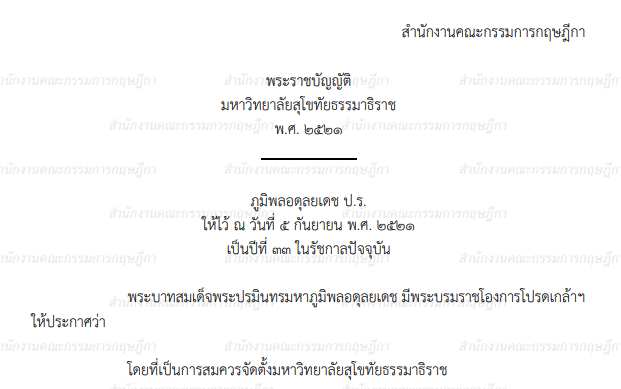 สำนักงานคณะกรรมการกฤษฎีกา
พระราชบัญญัติ
มหาวิทยาลัยสุโขทัยธรรมาธิราช
พ.ศ. ๒๕๒๑
ภูมิพลอดุลยเดช ป.ร.
ให้ไว้ ณ วันที่ ๕ กันยายน พ.ศ. ๒๕๒๑
เป็นปีที่ ๓๓ ในรัชกาลปัจจุบัน
พระบาทสมเด็จพระปรมินทรมหาภูมิพลอดุลยเดช มีพระบรมราชโองการโปรดเกล้าฯ
ให้ประกาศว่า
โดยที่เป็นการสมควรจัดตั้งมหาวิทยาลัยสุโขทัยธรรมาธิราช